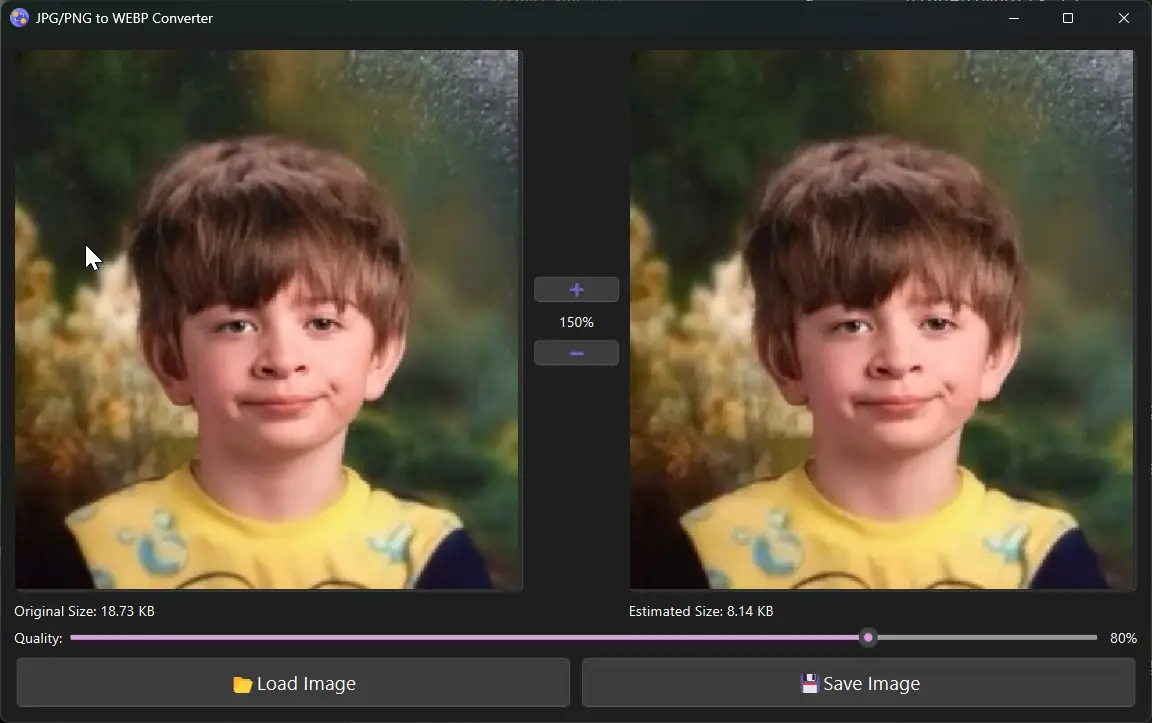 JPG/PNG to WEBP Converter
+
150%
−
Original Size: 18.73 KB
Estimated Size: 8.14 KB
Quality:
80%
Load Image
Save Image